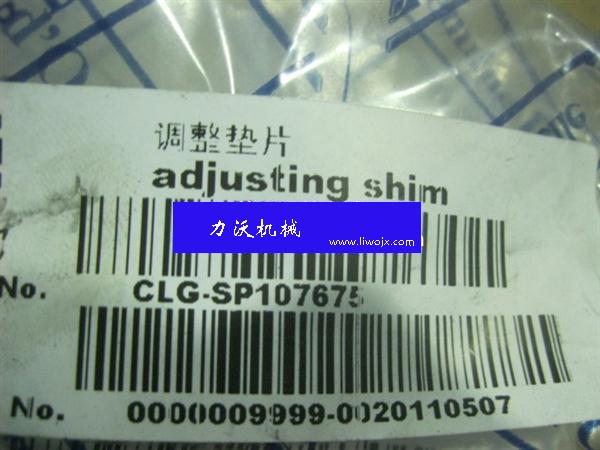 调整垫片
adjusting shim
力沃机械
www.liwojx.com
No. CLG-SP107675
No. 0000009999-0020110507